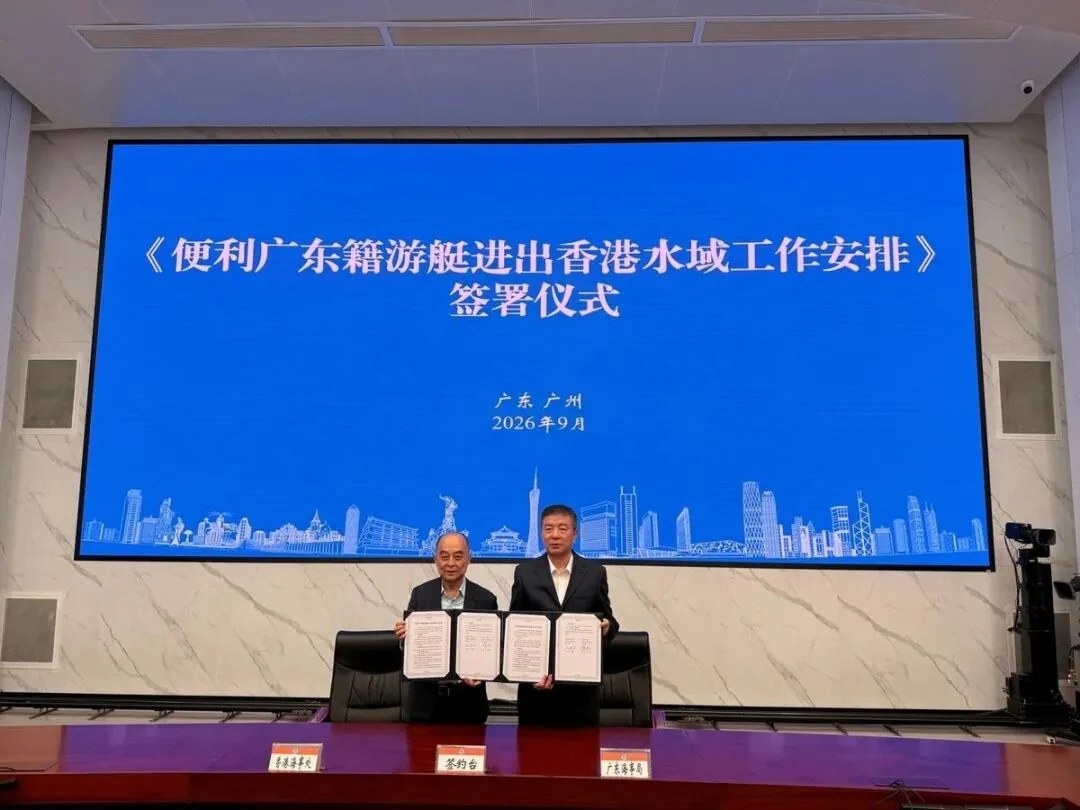 《便利广东籍游艇进出香港水域工作安排》
签署仪式
广东 广州
2026年9月
香港海事处
签约台
广东海事局